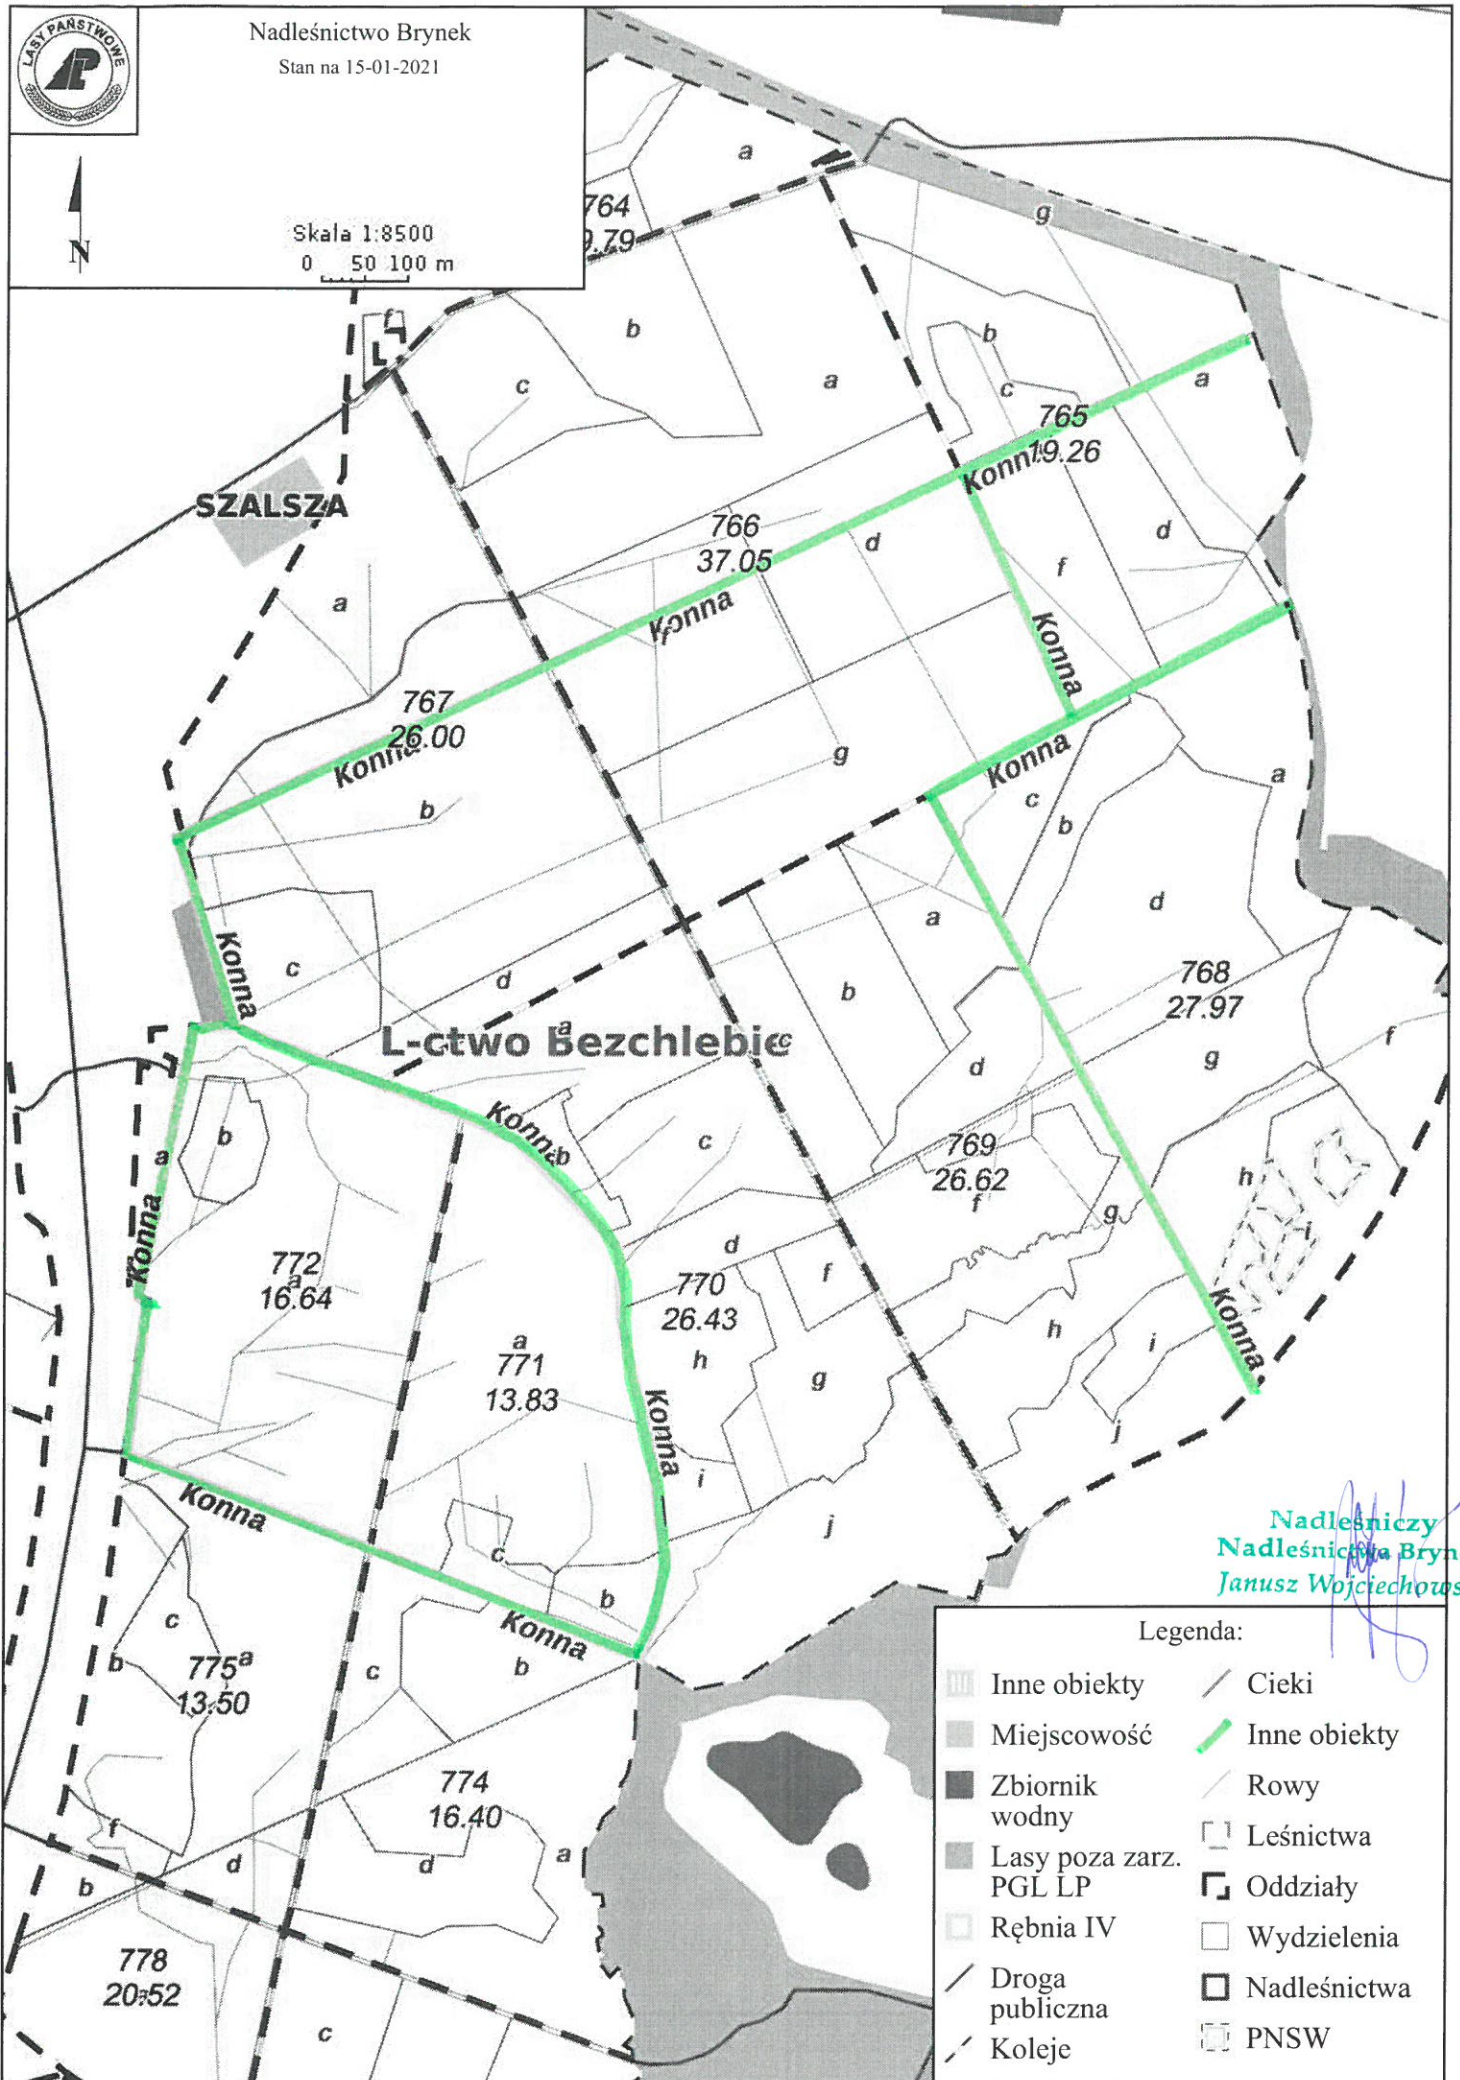 LASY PAŃSTWOWE
Nadleśnictwo Brynek
Stan na 15-01-2021
N
Skala 1:8500
0 50 100 m
a
764
9.79
g
f
b
b
c
a
c
a
765
19.26
Konna
SZALSZA
766
37.05
d
d
f
a
Konna
f
Konna
767
26.00
Konna
g
Konna
a
c
b
b
a
d
Konna
c
d
b
768
27.97
a
L-ctwo Bezchlebie
c
f
d
g
Konna
b
b
c
769
26.62
a
f
h
g
Konna
d
i
772
a
16.64
f
770
26.43
Konna
a
771
13.83
h
h
i
g
Konna
j
i
Konna
j
Nadleśniczy
Nadleśnictwa Bryn
Janusz Wojciechows
c
b
c
Konna
b
775
a
13.50
c
b
Legenda:
Inne obiekty
Miejscowość
Zbiornik
wodny
Lasy poza zarz.
PGL LP
Rębnia IV
Droga
publiczna
Koleje
Cieki
Inne obiekty
Rowy
Leśnictwa
Oddziały
Wydzielenia
Nadleśnictwa
PNSW
774
16.40
f
d
d
a
b
778
20.52
c